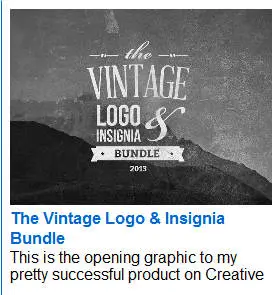 the
VINTAGE
LOGO &
INSIGNIA
BUNDLE
2013
The Vintage Logo & Insignia
Bundle
This is the opening graphic to my
pretty successful product on Creative